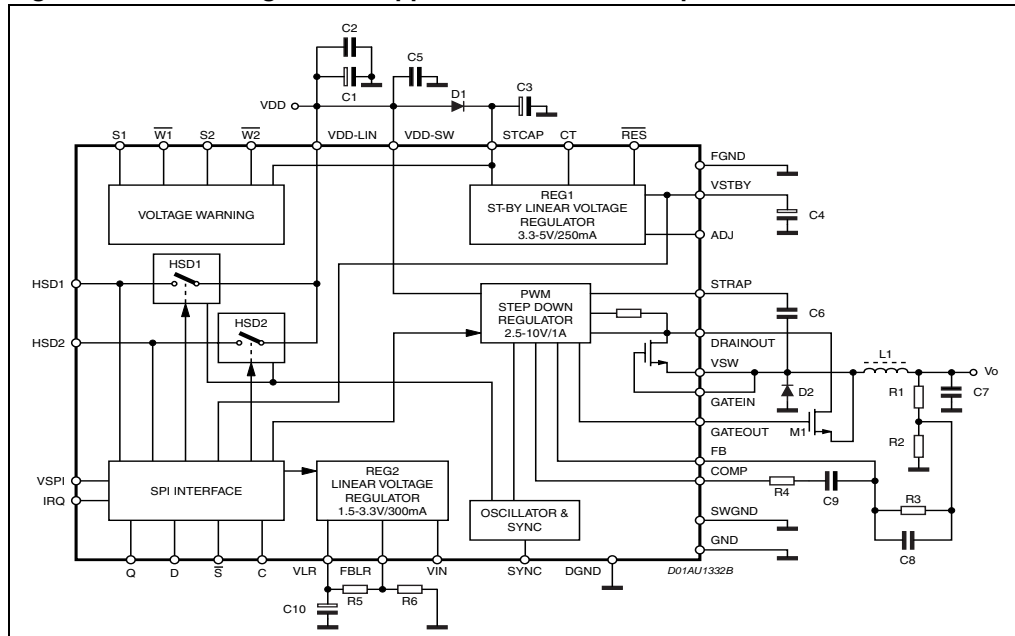 C2
C1
C5
C3
D1
VDD
S1 W1 S2 W2 VDD-LIN VDD-SW STCAP CT RES
FGND
VSTBY
C4
ADJ
VOLTAGE WARNING
REG1
ST-BY LINEAR VOLTAGE
REGULATOR
3.3-5V/250mA
HSD1
HSD1
HSD2
HSD2
PWM
STEP DOWN
REGULATOR
2.5-10V/1A
STRAP
C6
DRAINOUT
VSW
L1
Vo
D2
R1
C7
GATEIN
GATEOUT
M1
R2
FB
COMP
R4
C9
R3
C8
SWGND
GND
VSPI
IRQ
SPI INTERFACE
REG2
LINEAR VOLTAGE
REGULATOR
1.5-3.3V/300mA
OSCILLATOR &
SYNC
Q D S C VLR FBLR VIN SYNC DGND
D01AU1332B
R5 R6
C10